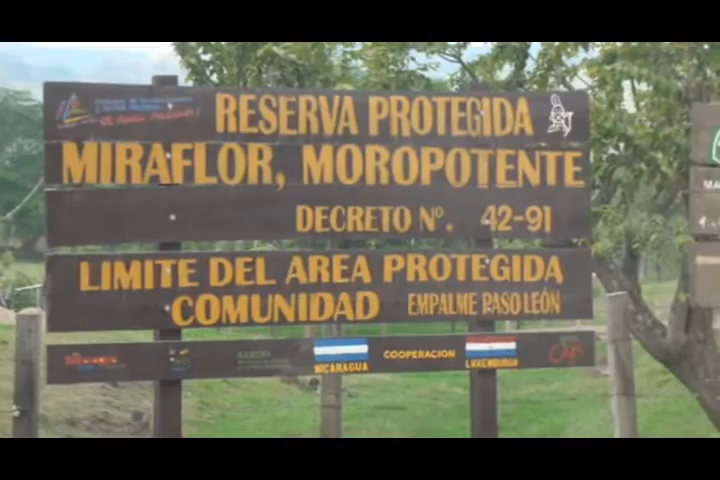 RESERVA PROTEGIDA
MIRAFLOR, MOROPOTENTE
DECRETO Nº. 42-91
LIMITE DEL AREA PROTEGIDA
COMUNIDAD EMPALME PASO LEÓN
NICARAGUA COOPERACION LUXEMBURGO